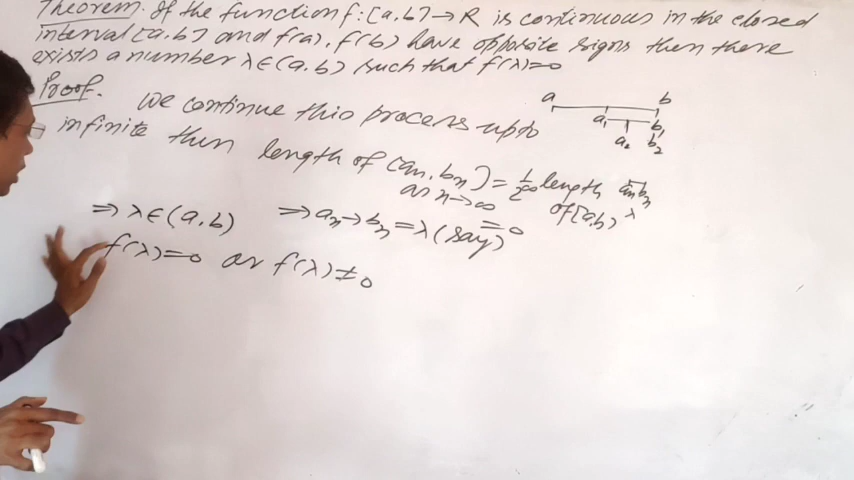 Theorem. If the function f: [a,b] → R is continuous in the closed
interval [a,b] and f(a), f(b) have opposite signs then there
exists a number λ∈(a,b) such that f(λ)=0
Proof.
a b
We continue this process upto
a₁ b₁
infinite then length of [aₙ, bₙ] = 1/2^∞ length
a₂ b₂
of [a,b)
aₙ bₙ
λ
as n→∞
=0
⇒ λ∈(a,b) ⇒ aₙ → bₙ = λ (say)
f(λ)=0 or f(λ)≠0